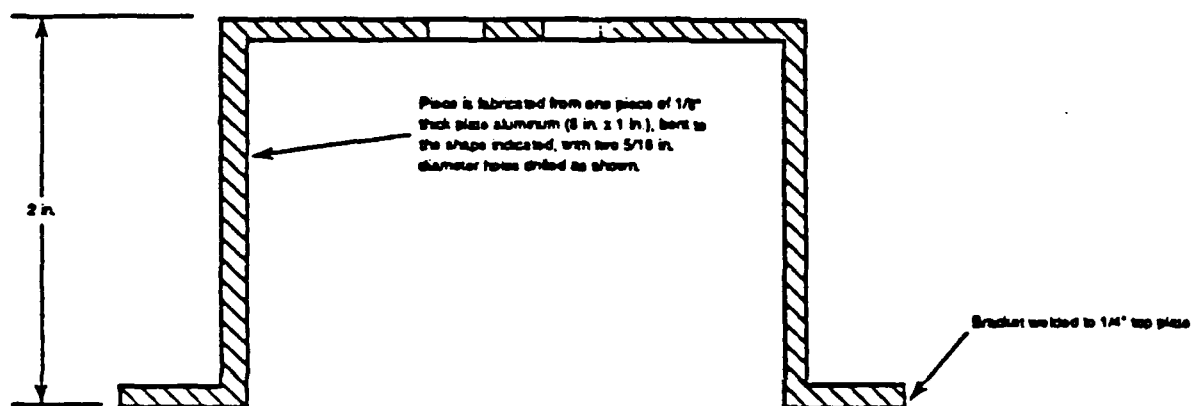 Piece is fabricated from one piece of 1/8"
thick plate aluminum (8 in. x 1 in.), bent to
the shape indicated, with two 5/16 in.
diameter holes drilled as shown.
2 in.
Bracket welded to 1/4" top plate